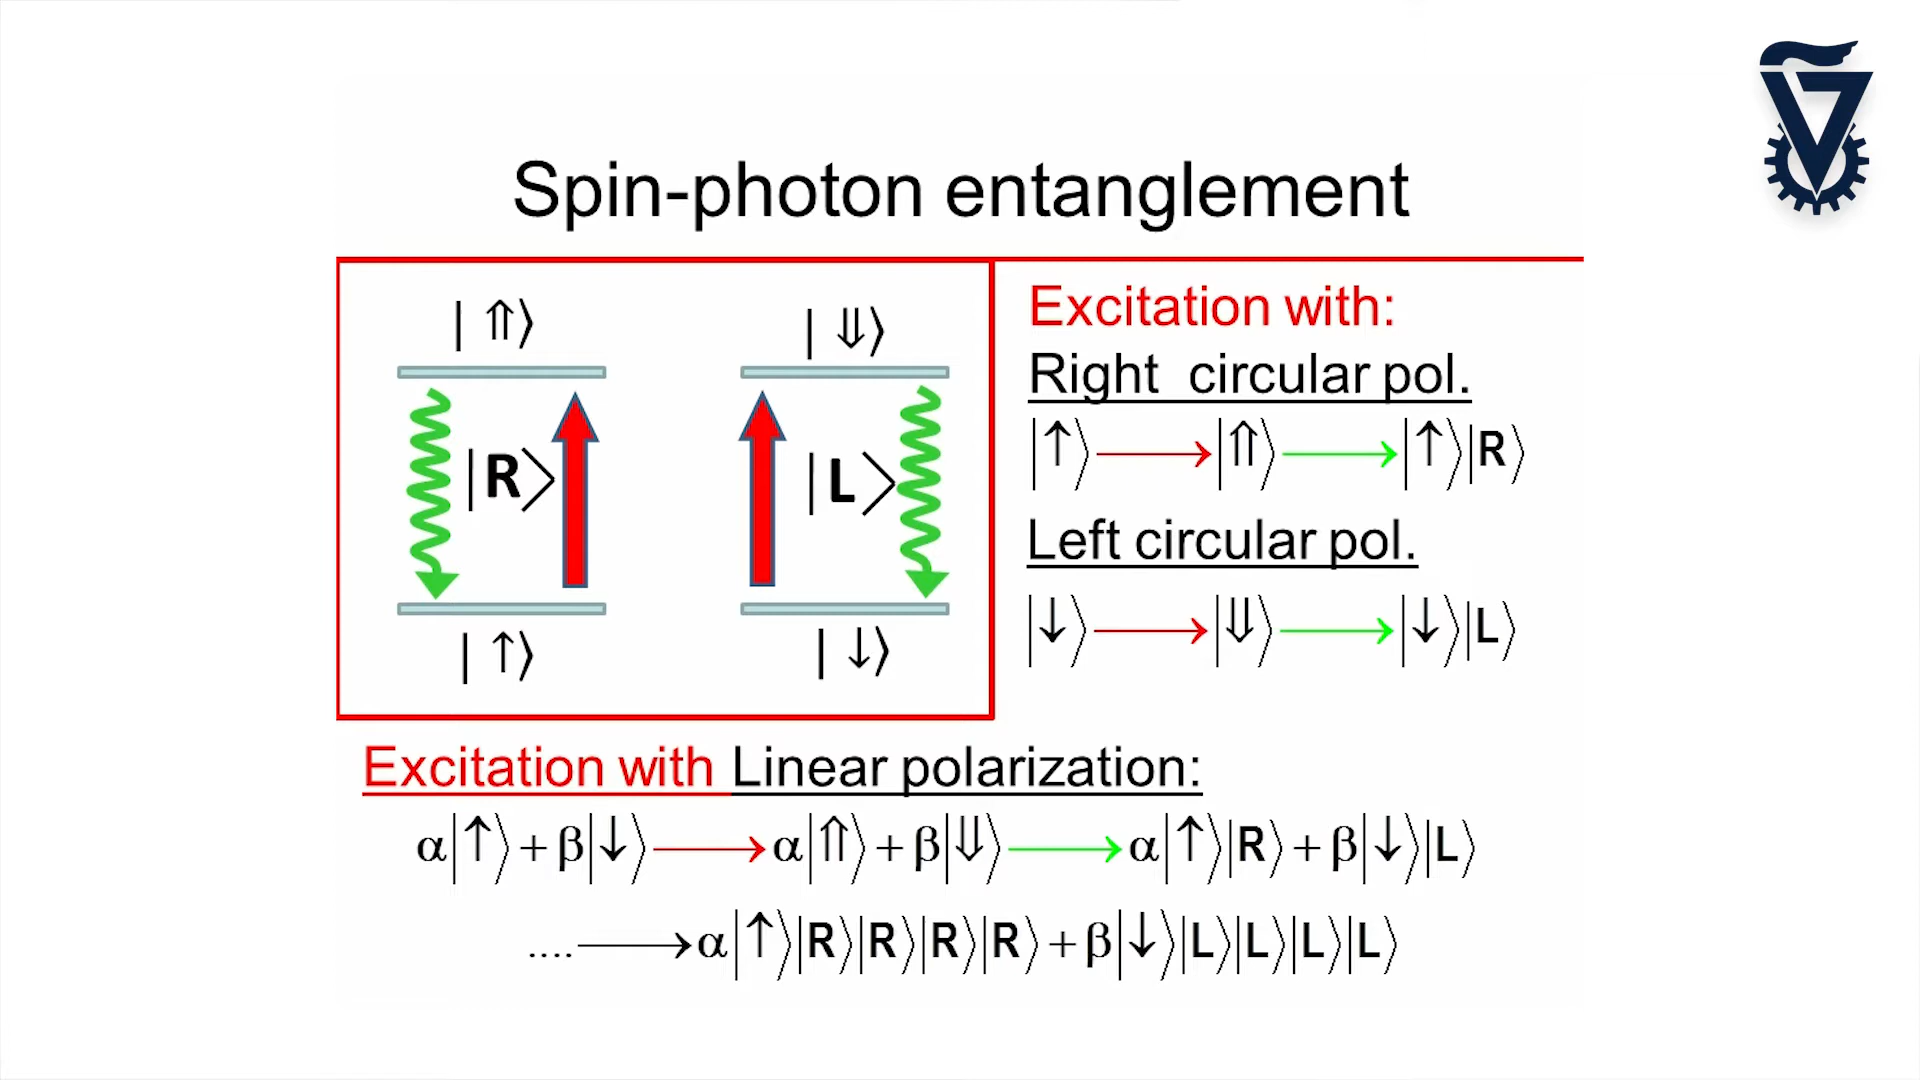 Spin-photon entanglement
| ⇑⟩
| ⇓⟩
|R⟩
|L⟩
| ↑⟩
| ↓⟩
Excitation with:
Right circular pol.
|↑⟩⟶|⇑⟩⟶|↑⟩|R⟩
Left circular pol.
|↓⟩⟶|⇓⟩⟶|↓⟩|L⟩
Excitation with Linear polarization:
α|↑⟩+β|↓⟩⟶α|⇑⟩+β|⇓⟩⟶α|↑⟩|R⟩+β|↓⟩|L⟩
....⟶α|↑⟩|R⟩|R⟩|R⟩|R⟩+β|↓⟩|L⟩|L⟩|L⟩|L⟩